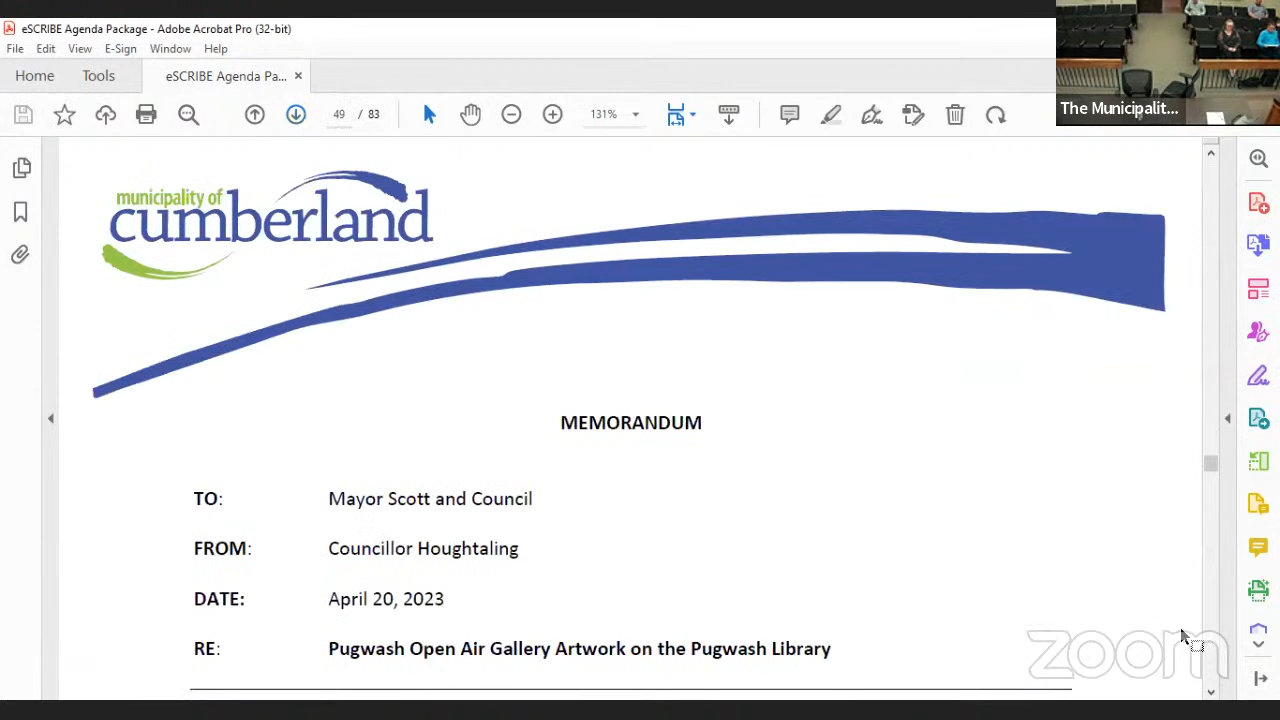 eSCRIBE Agenda Package - Adobe Acrobat Pro (32-bit)
File Edit View E-Sign Window Help
Home Tools eSCRIBE Agenda Pa... ×
49 / 83 131%
The Municipalit...
municipality of
cumberland
MEMORANDUM
TO: Mayor Scott and Council
FROM: Councillor Houghtaling
DATE: April 20, 2023
RE: Pugwash Open Air Gallery Artwork on the Pugwash Library
zoom